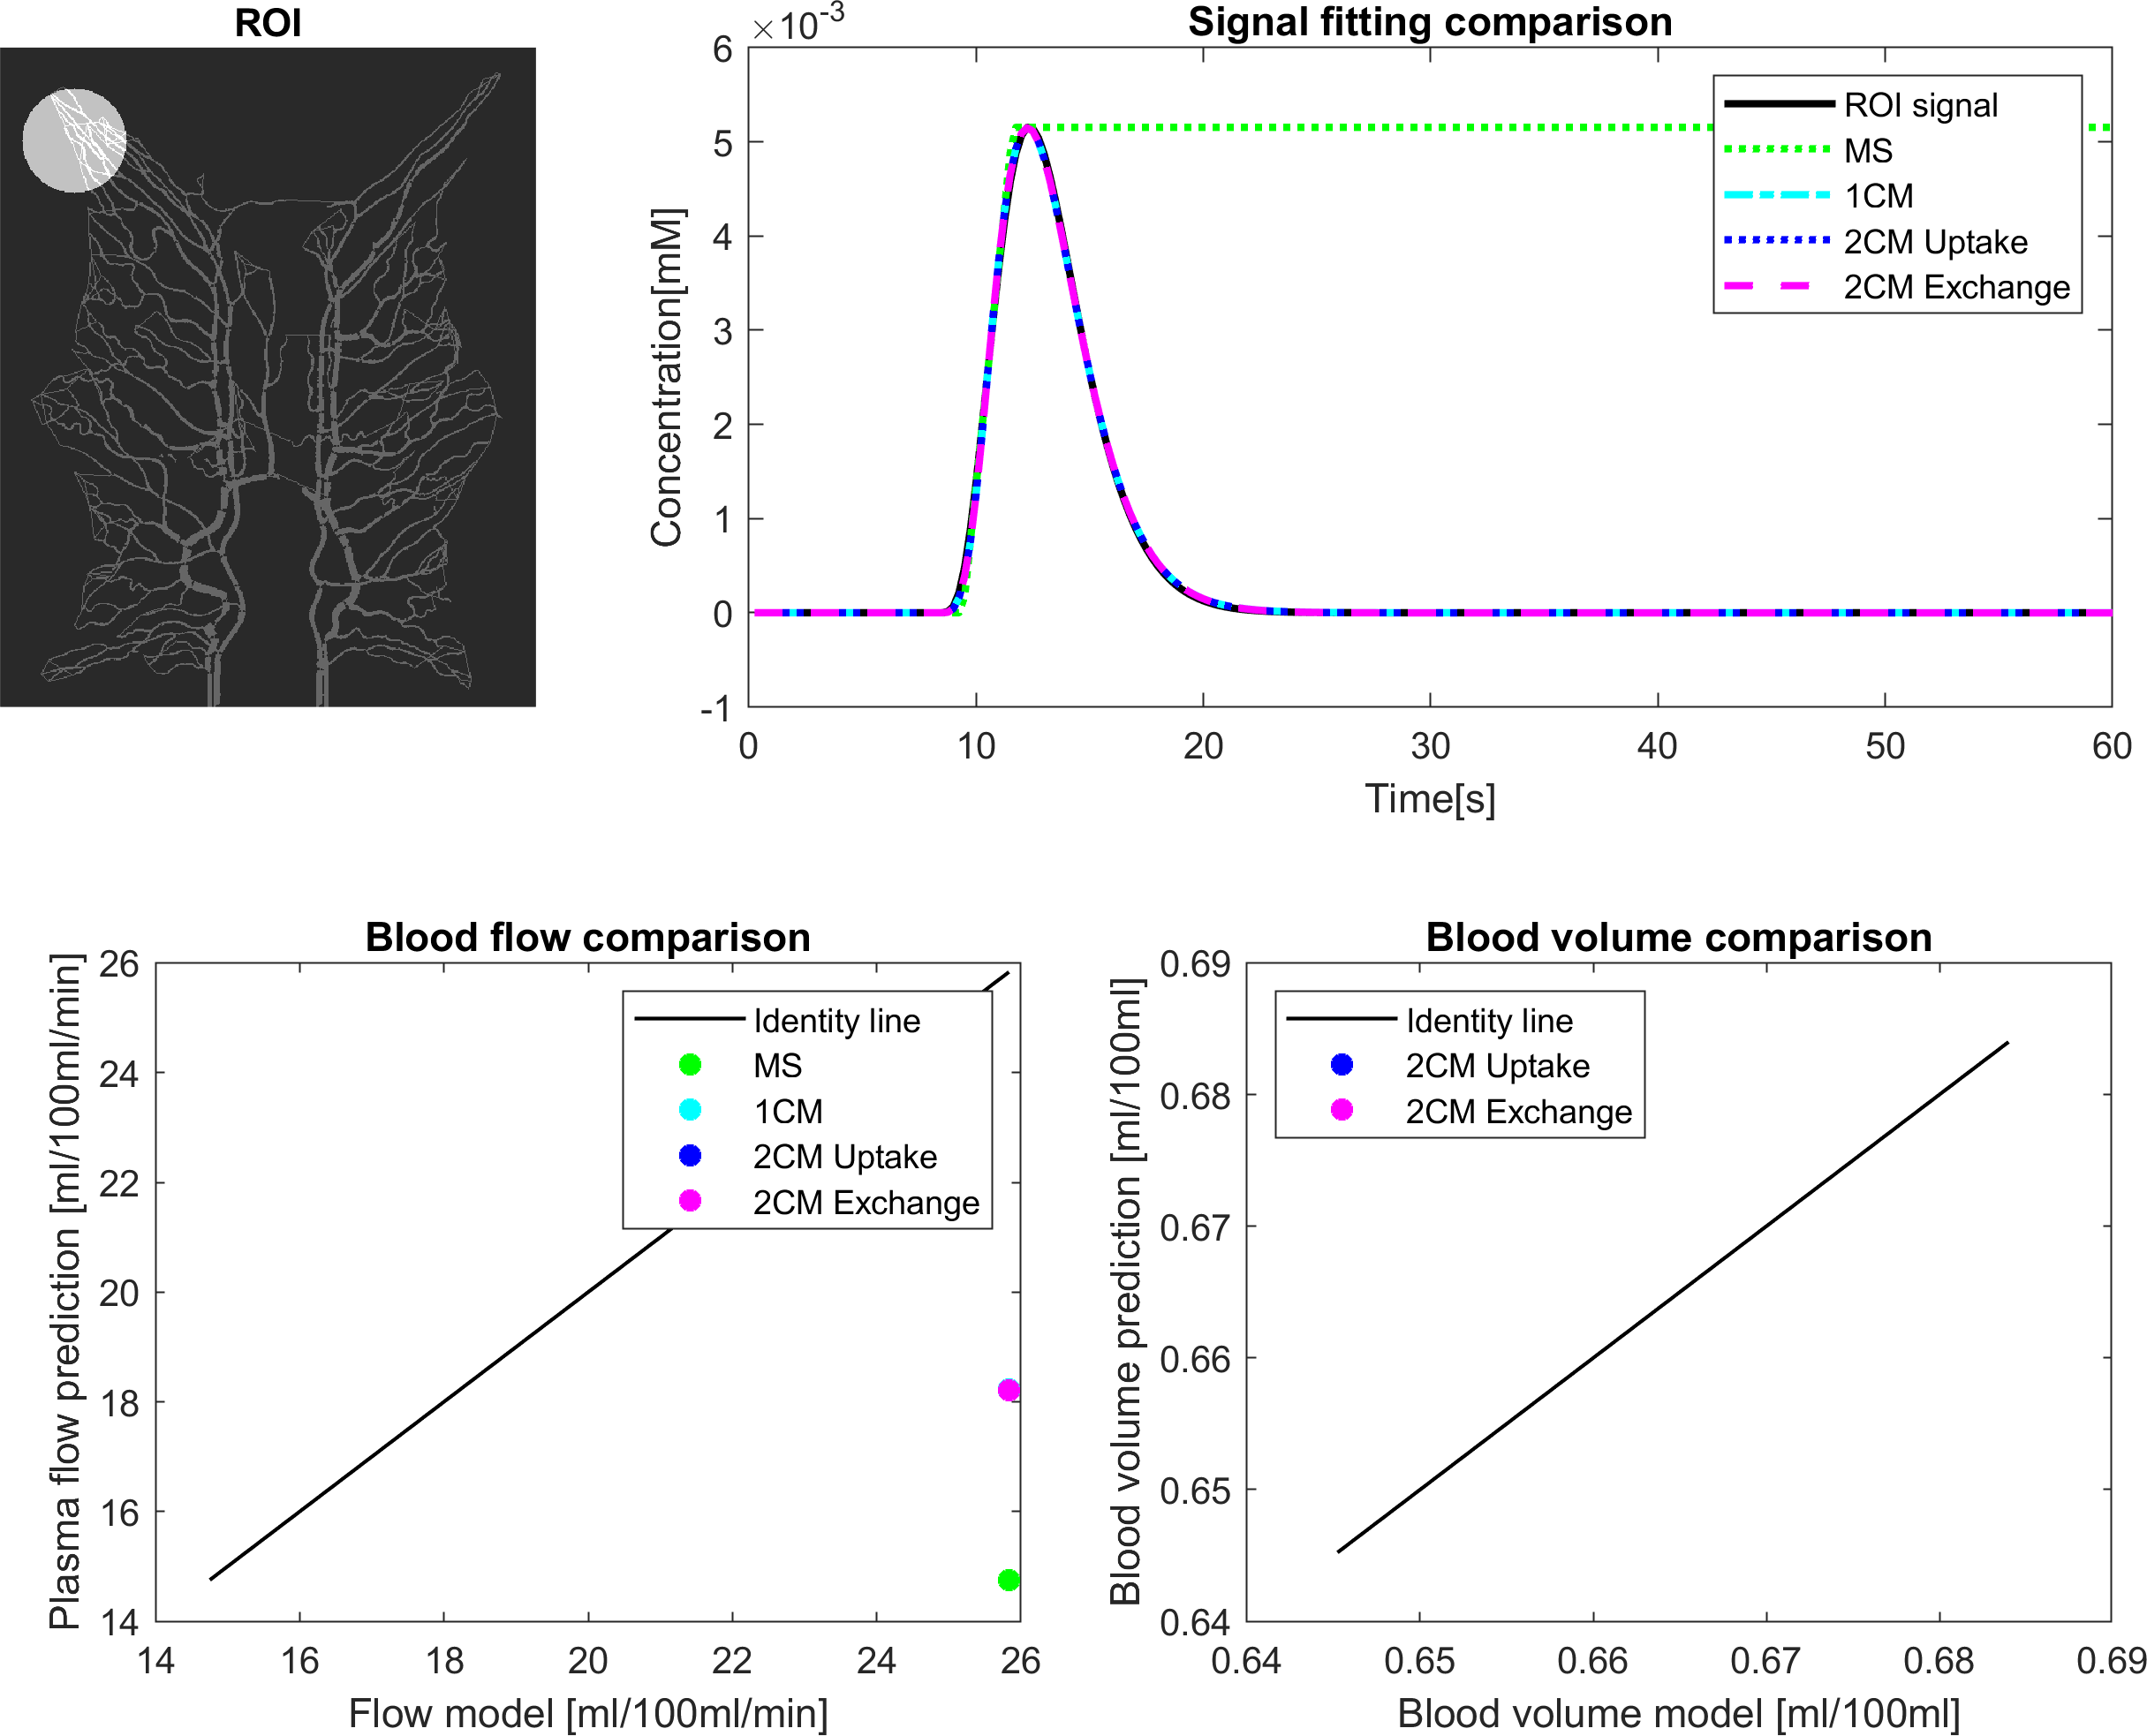 ROI
Signal fitting comparison
×10-3
6
5
4
3
2
1
0
-1
0 10 20 30 40 50 60
Concentration[mM]
Time[s]
ROI signal
MS
1CM
2CM Uptake
2CM Exchange
Blood flow comparison
26
24
22
20
18
16
14
14 16 18 20 22 24 26
Plasma flow prediction [ml/100ml/min]
Flow model [ml/100ml/min]
Identity line
MS
1CM
2CM Uptake
2CM Exchange
Blood volume comparison
0.69
0.68
0.67
0.66
0.65
0.64
0.64 0.65 0.66 0.67 0.68 0.69
Blood volume prediction [ml/100ml]
Blood volume model [ml/100ml]
Identity line
2CM Uptake
2CM Exchange